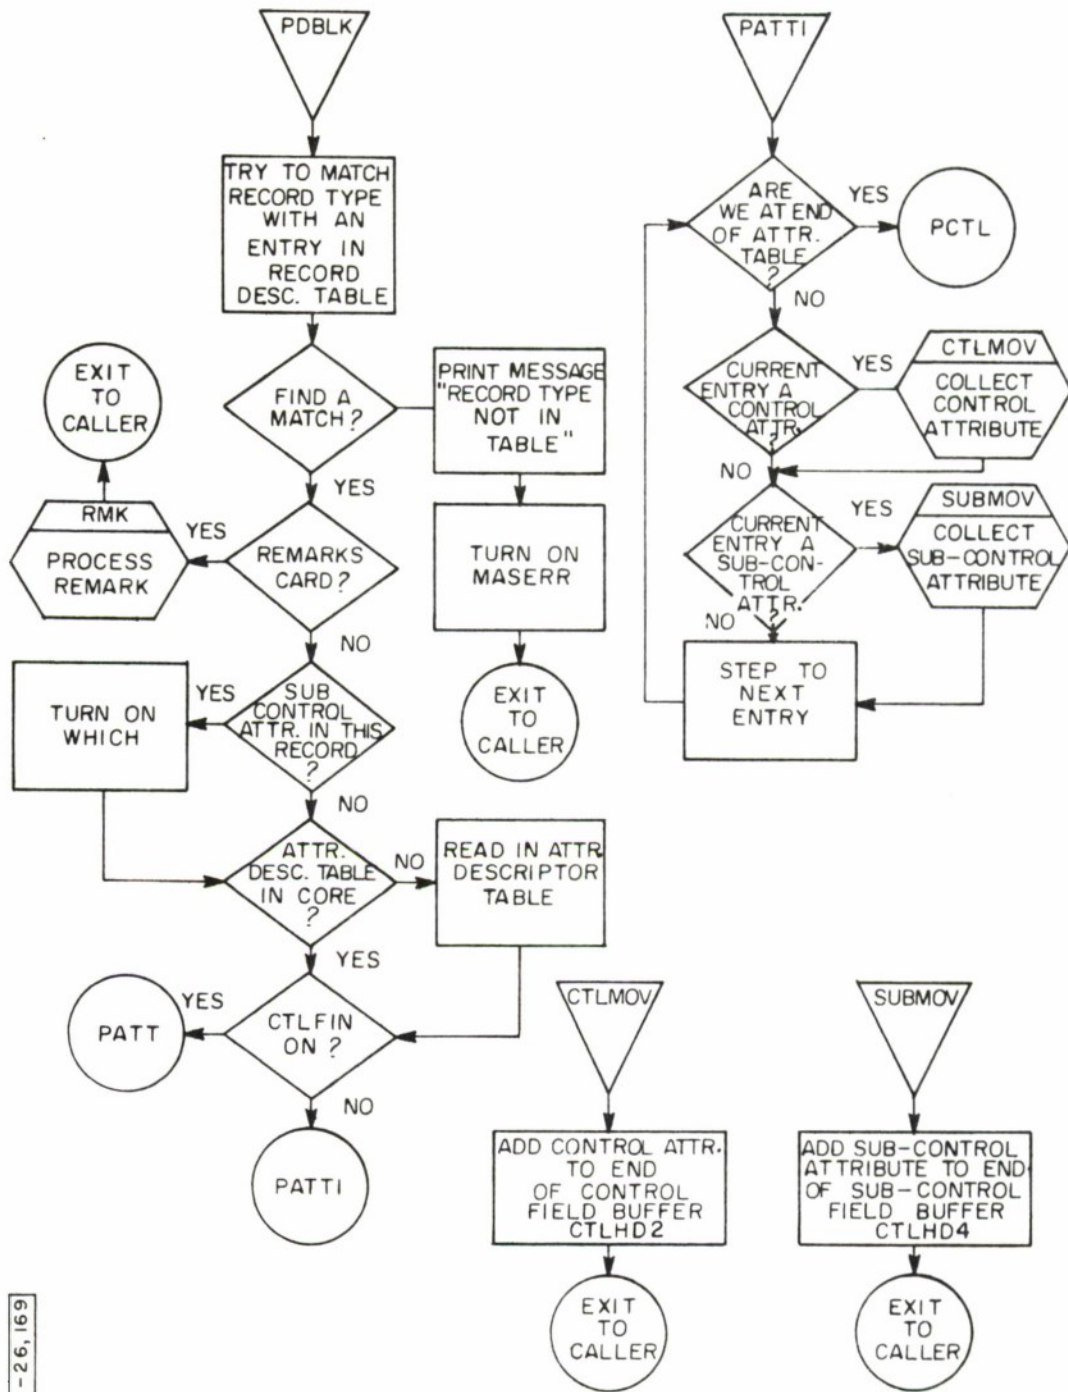 PDBLK
TRY TO MATCH
RECORD TYPE
WITH AN
ENTRY IN
RECORD
DESC. TABLE
EXIT
TO
CALLER
FIND A
MATCH?
PRINT MESSAGE
"RECORD TYPE
NOT IN
TABLE"
YES
RMK
PROCESS
REMARK
YES
REMARKS
CARD?
TURN ON
MASERR
NO
TURN ON
WHICH
YES
SUB
CONTROL
ATTR. IN THIS
RECORD
?
EXIT
TO
CALLER
NO
ATTR.
DESC. TABLE
IN CORE
?
NO
READ IN ATTR.
DESCRIPTOR
TABLE
YES
PATT
YES
CTLFIN
ON ?
NO
PATTI
PATTI
ARE
WE AT END
OF ATTR.
TABLE
?
YES
PCTL
NO
CURRENT
ENTRY A
CONTROL
ATTR.
?
YES
CTLMOV
COLLECT
CONTROL
ATTRIBUTE
NO
CURRENT
ENTRY A
SUB-CON-
TROL
ATTR.
?
YES
SUBMOV
COLLECT
SUB-CONTROL
ATTRIBUTE
NO
STEP TO
NEXT
ENTRY
CTLMOV
ADD CONTROL ATTR.
TO END
OF CONTROL
FIELD BUFFER
CTLHD2
EXIT
TO
CALLER
SUBMOV
ADD SUB-CONTROL
ATTRIBUTE TO END
OF SUB-CONTROL
FIELD BUFFER
CTLHD4
EXIT
TO
CALLER
-26,169